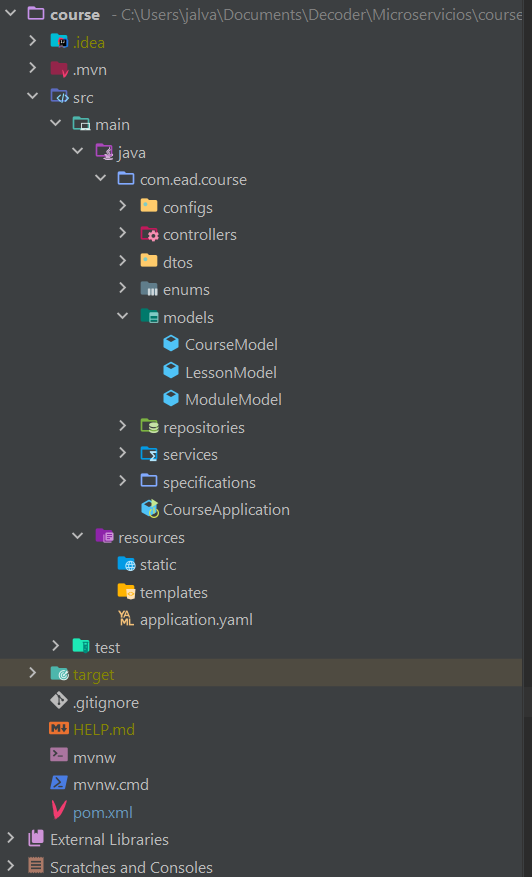 course - C:\Users\jalva\Documents\Decoder\Microservicios\course
.idea
.mvn
src
main
java
com.ead.course
configs
controllers
dtos
enums
models
CourseModel
LessonModel
ModuleModel
repositories
services
specifications
CourseApplication
resources
static
templates
application.yaml
test
target
.gitignore
HELP.md
mvnw
mvnw.cmd
pom.xml
External Libraries
Scratches and Consoles